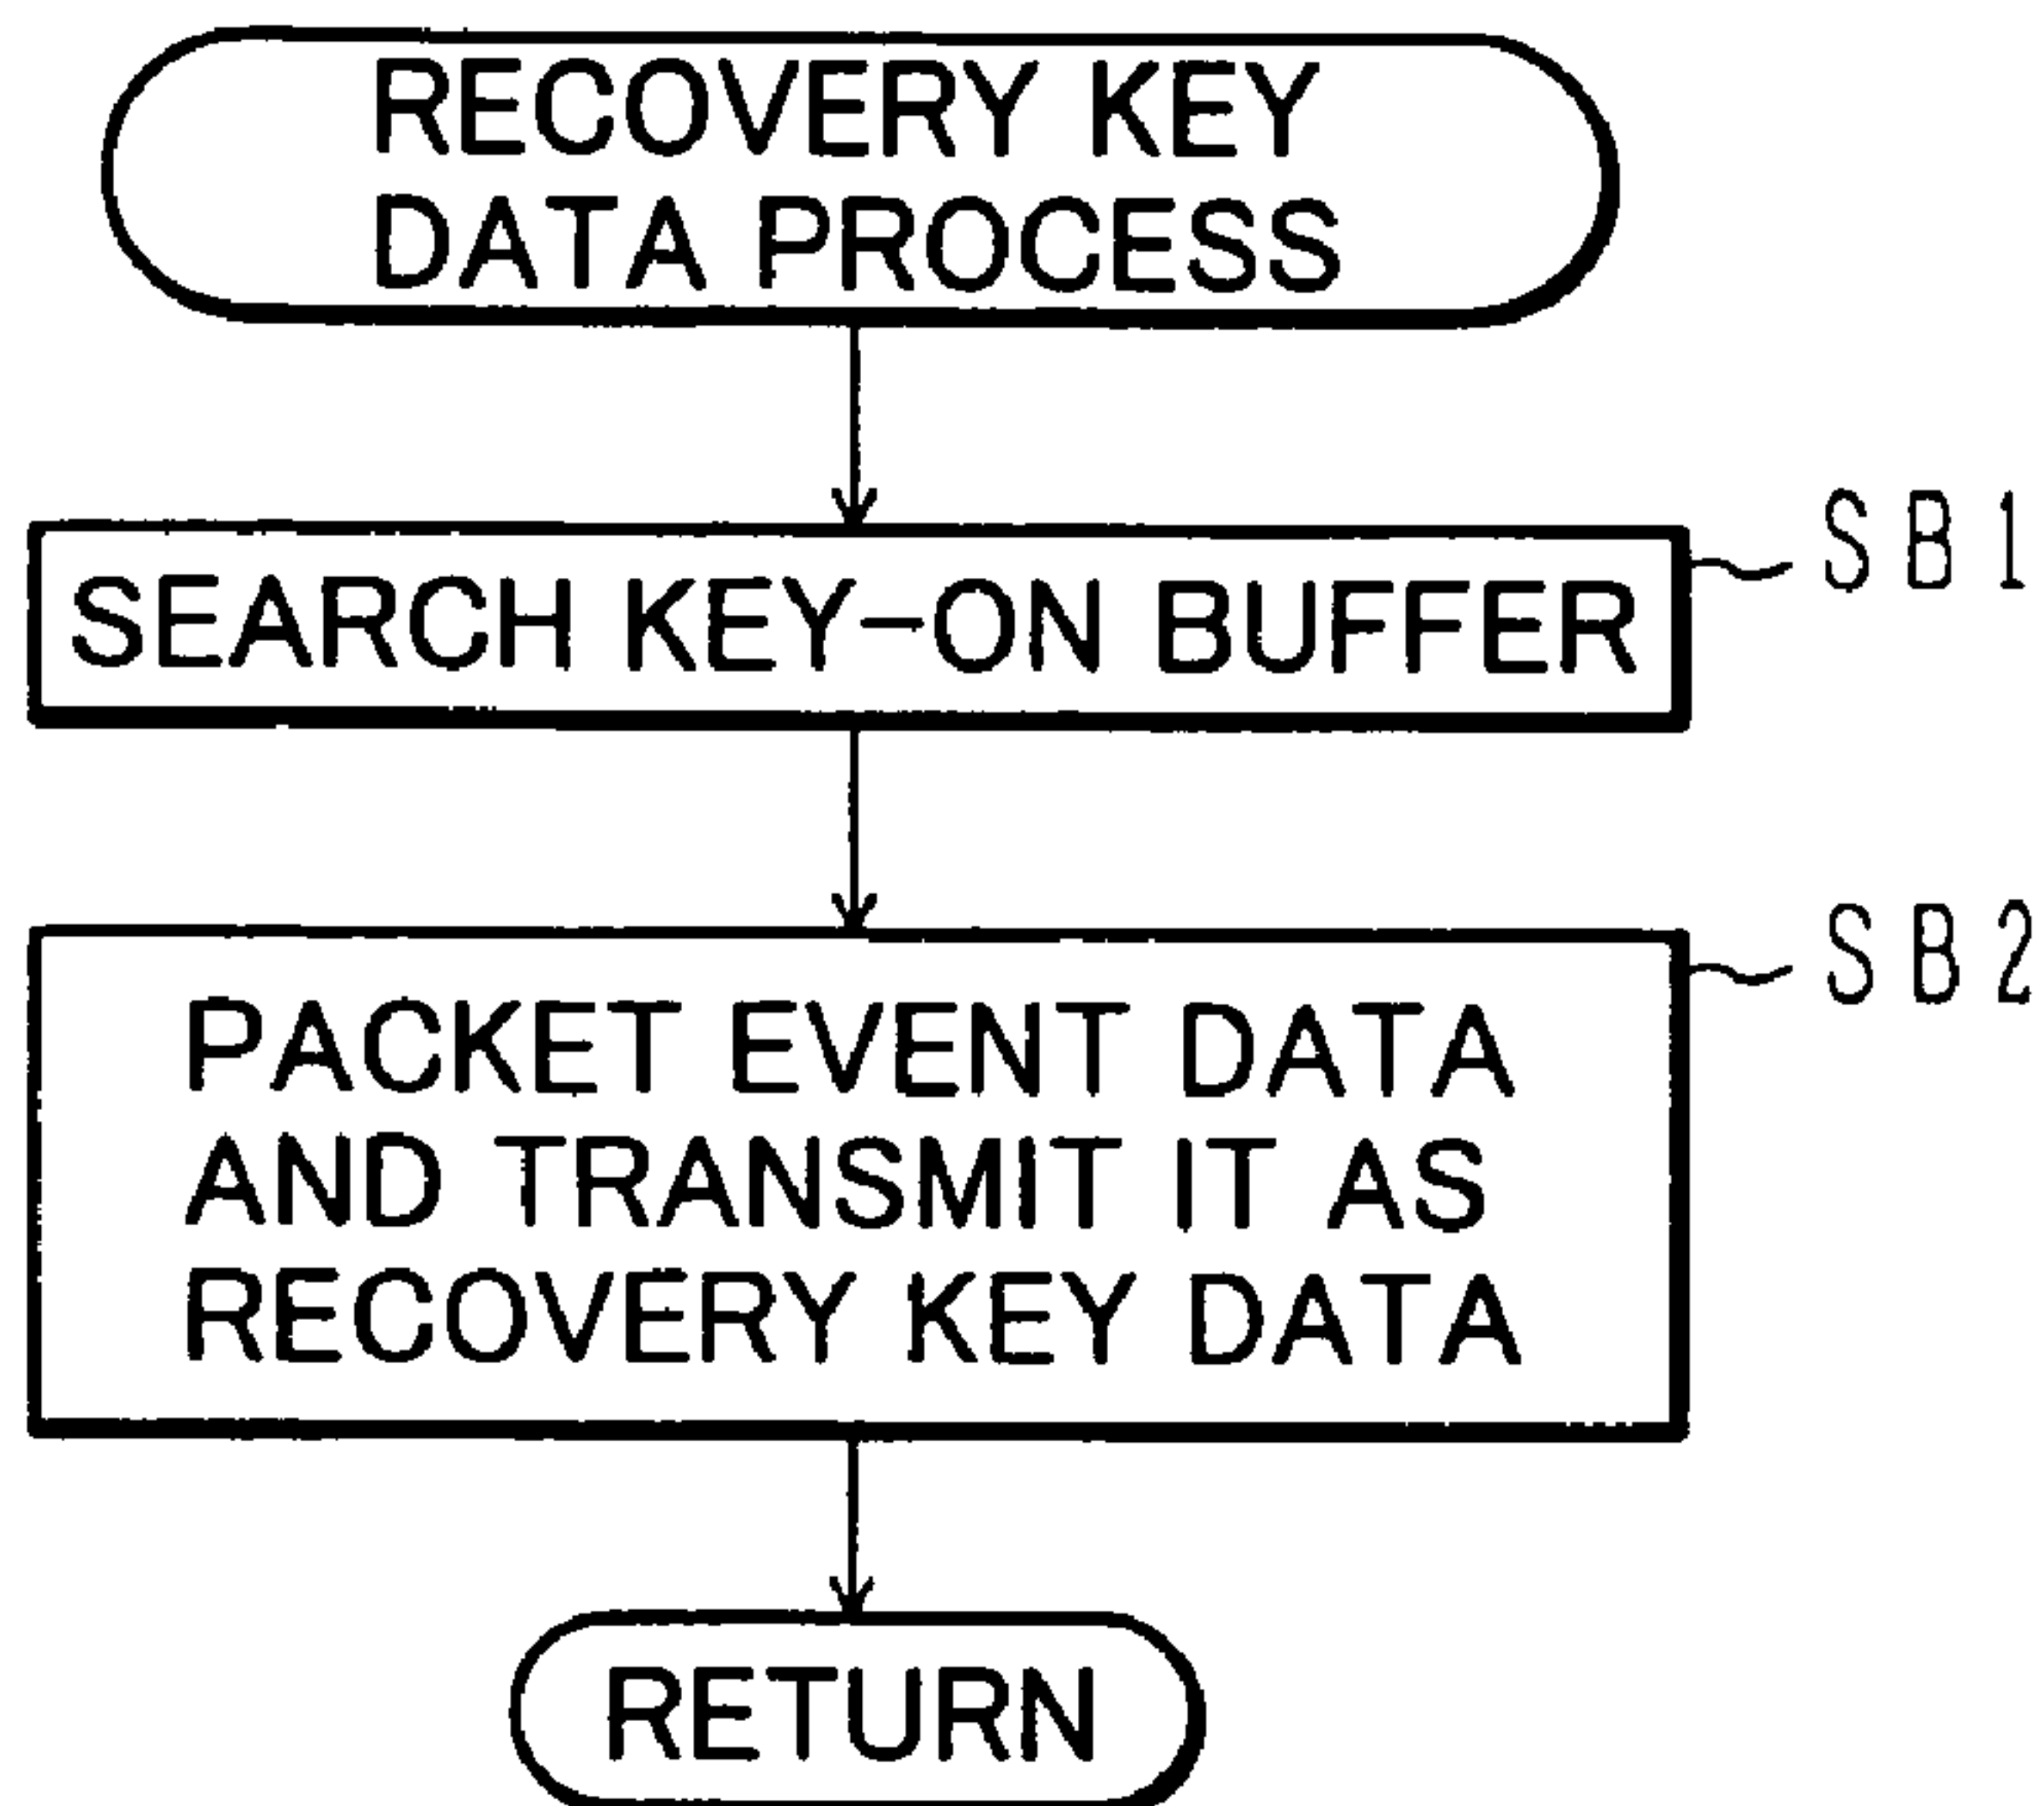 RECOVERY KEY
DATA PROCESS
SEARCH KEY-ON BUFFER
SB1
SB2
PACKET EVENT DATA
AND TRANSMIT IT AS
RECOVERY KEY DATA
RETURN